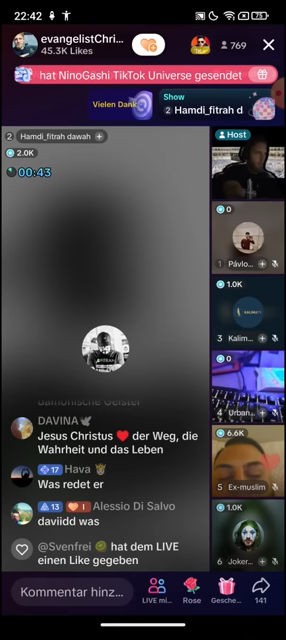 22:42
75
evangelistChri...
45.3K Likes
769
hat NinoGashi TikTok Universe gesendet
Vielen Dank
Show
2 Hamdi_fitrah d
2 Hamdi_fitrah dawah +
2.0K
00:43
Host
0
1 Pávlo...
1.0K
3 Kalim...
0
4 Urban...
6.6K
5 Ex-muslim
1.0K
6 Joker...
dämonische Geister
DAVINA🕊
Jesus Christus ❤️ der Weg, die
Wahrheit und das Leben
17 Hava
Was redet er
13 I Alessio Di Salvo
daviidd was
@Svenfrei hat dem LIVE
einen Like gegeben
Kommentar hinz...
LIVE mi...
Rose
Gesche...
141